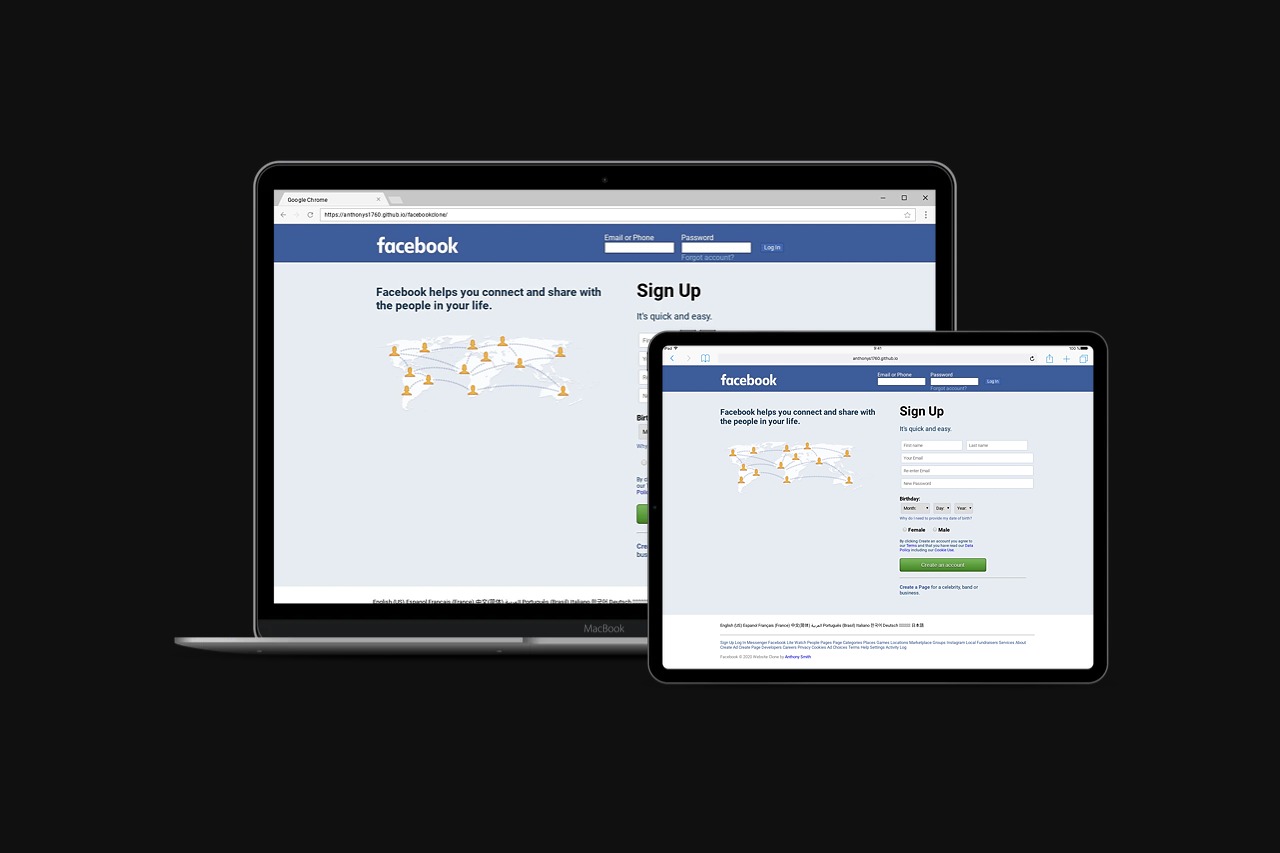 Google Chrome
https://anthonys1760.github.io/facebookclone/
facebook
Email or Phone
Password
Log In
Forgot account?
Facebook helps you connect and share with
the people in your life.
Sign Up
It's quick and easy.
English (US) Espanol Français (France) 中文(简体) العربية Português (Brasil) Italiano 한국어 Deutsch
MacBook
iPad
9:41
100 %
anthonys1760.github.io
facebook
Email or Phone
Password
Log In
Forgot account?
Facebook helps you connect and share with
the people in your life.
Sign Up
It's quick and easy.
First name
Last name
Your Email
Re-enter Email
New Password
Birthday:
Month:
Day:
Year:
Why do I need to provide my date of birth?
Female
Male
By clicking Create an account you agree to
our Terms and that you have read our Data
Policy including our Cookie Use.
Create an account
Create a Page for a celebrity, band or
business.
English (US) Espanol Français (France) 中文(简体) العربية Português (Brasil) Italiano 한국어 Deutsch 日本語
Sign Up Log In Messenger Facebook Lite Watch People Pages Page Categories Places Games Locations Marketplace Groups Instagram Local Fundraisers Services About
Create Ad Create Page Developers Careers Privacy Cookies Ad Choices Terms Help Settings Activity Log
Facebook © 2020 Website Clone by Anthony Smith